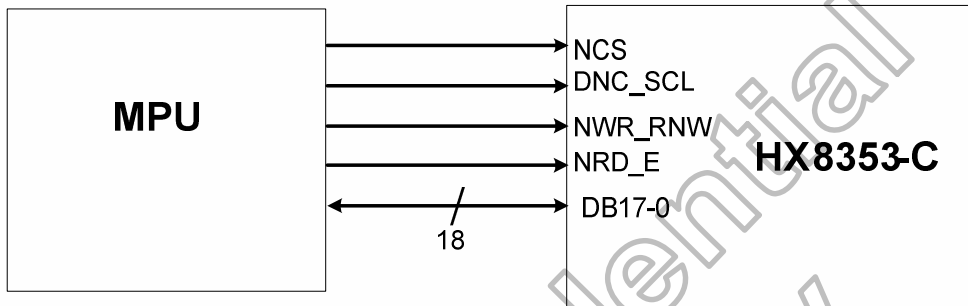 MPU
NCS
DNC_SCL
NWR_RNW
NRD_E
HX8353-C
DB17-0
18